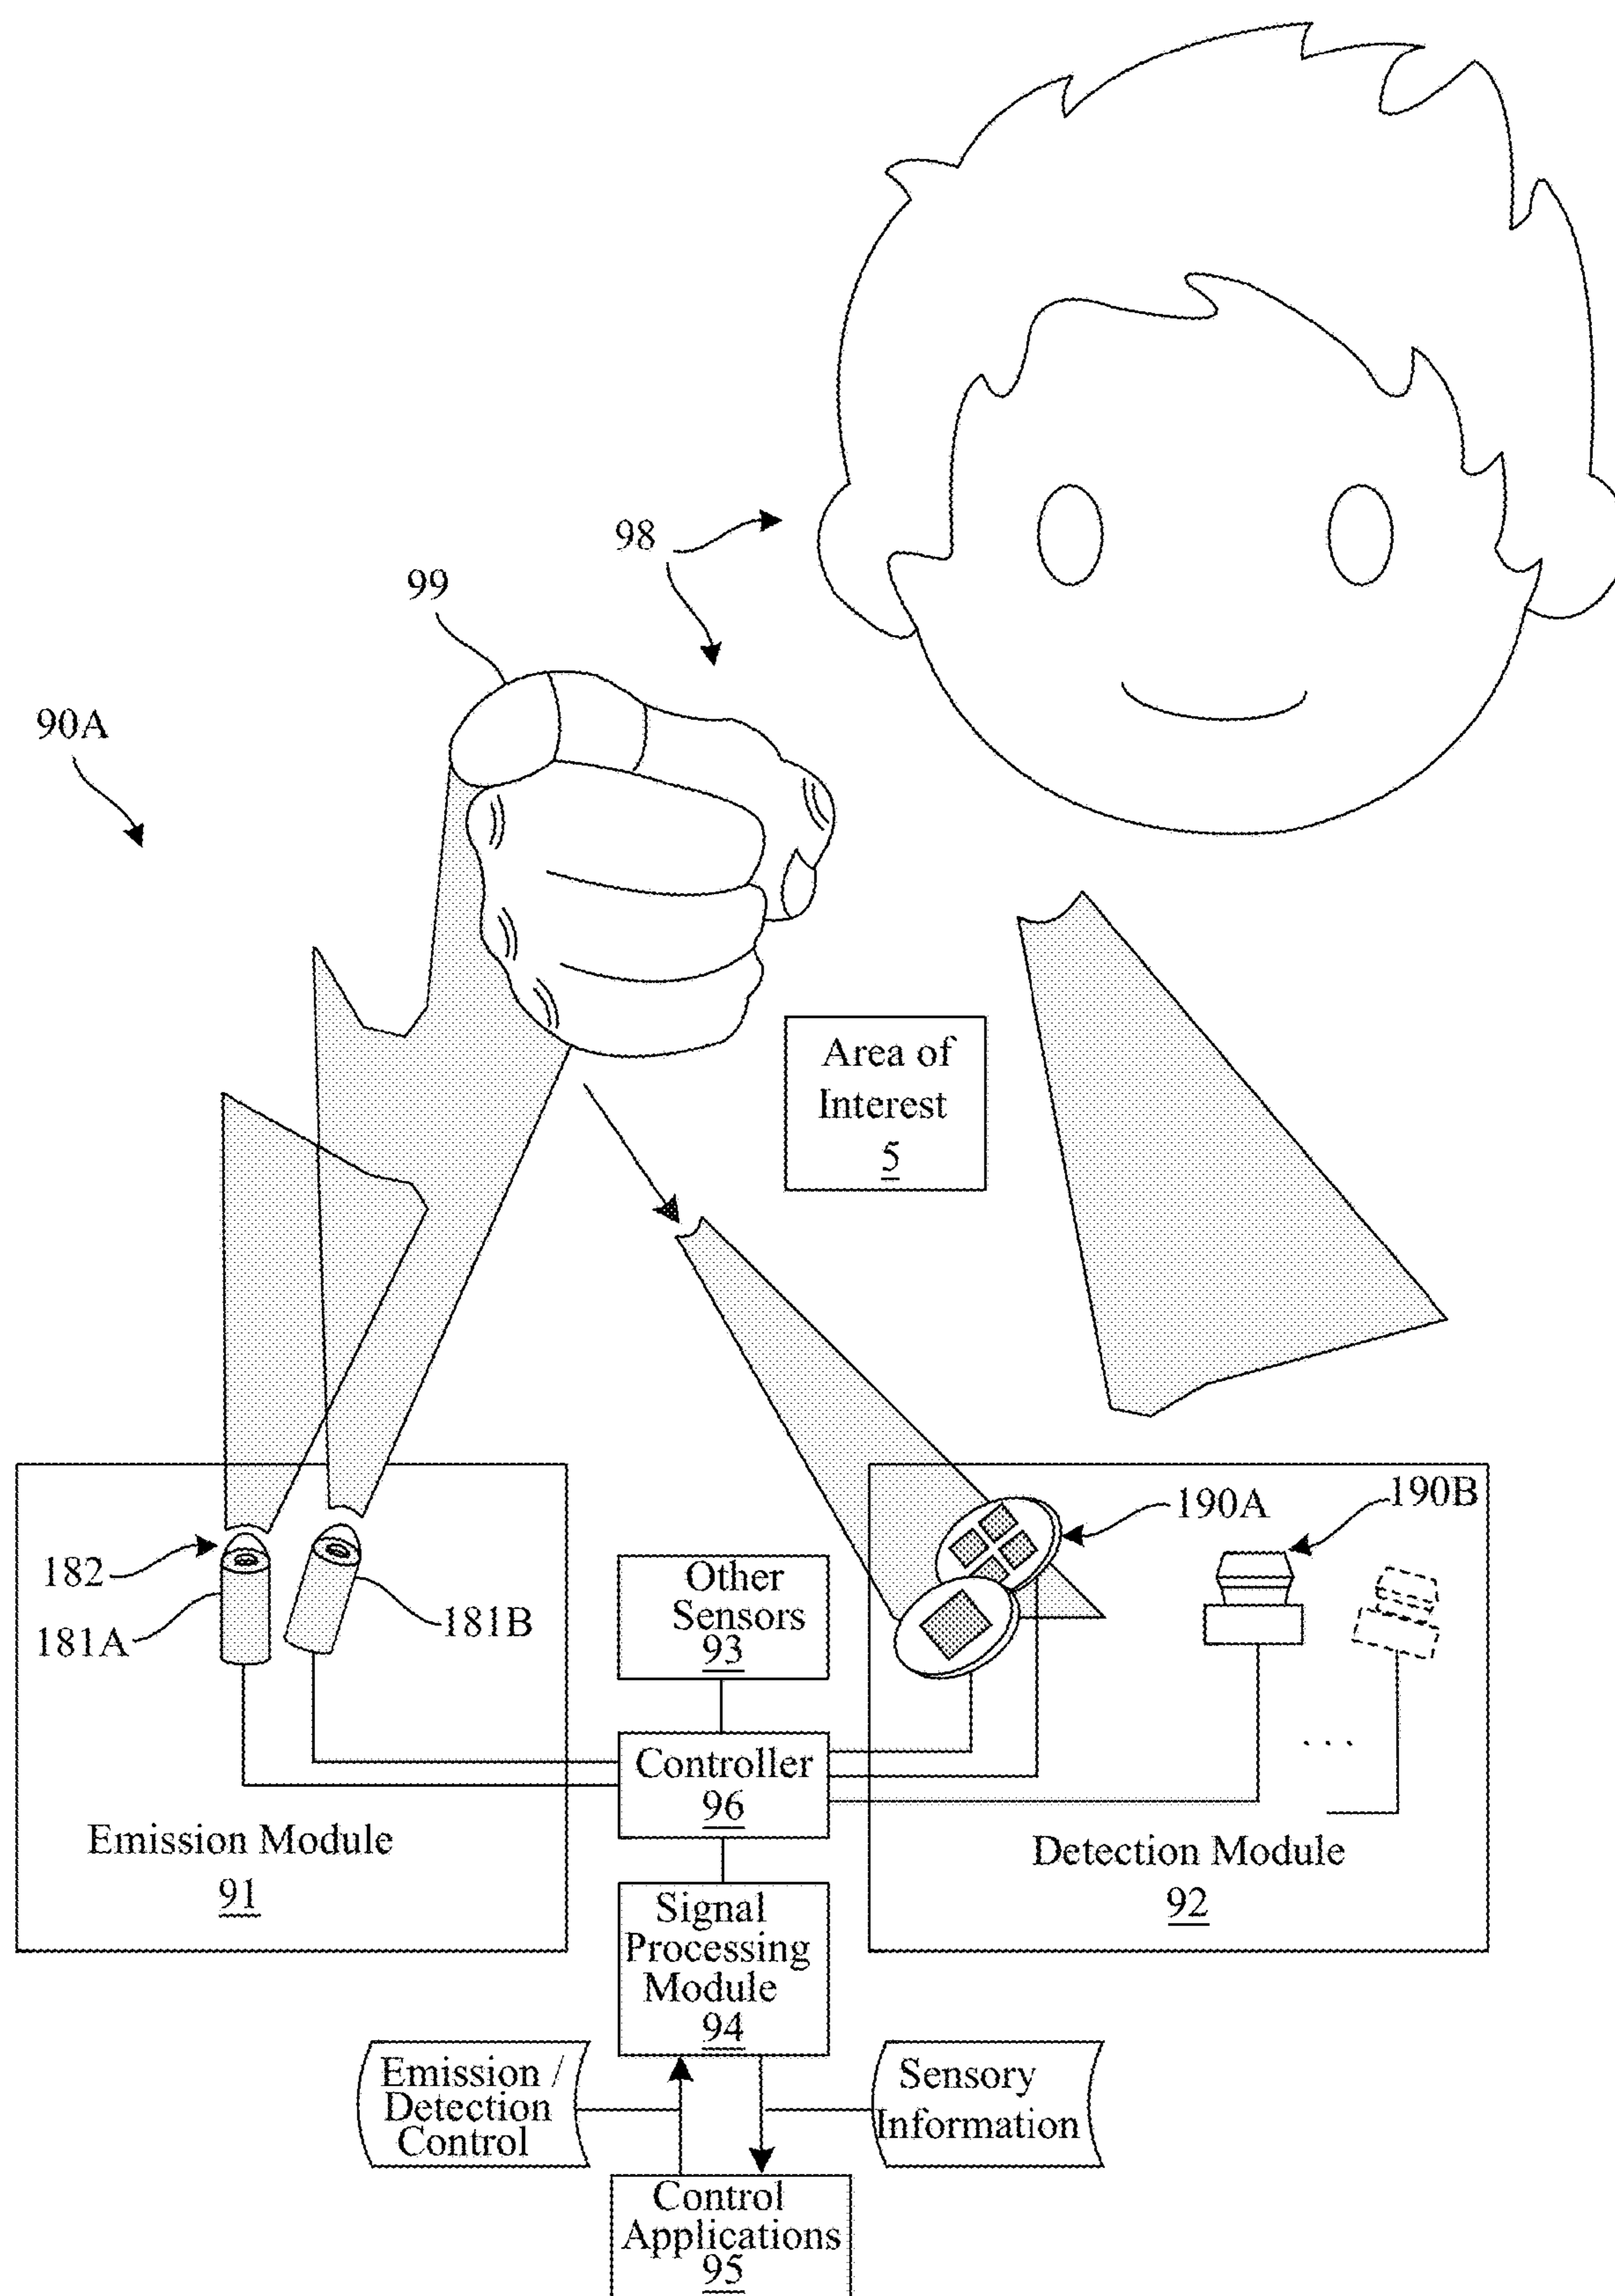 98
99
90A
Area of
Interest
5
190A
190B
182
181A
181B
Other
Sensors
93
Controller
96
Emission Module
91
Detection Module
92
Signal
Processing
Module
94
Emission /
Detection
Control
Sensory
Information
Control
Applications
95